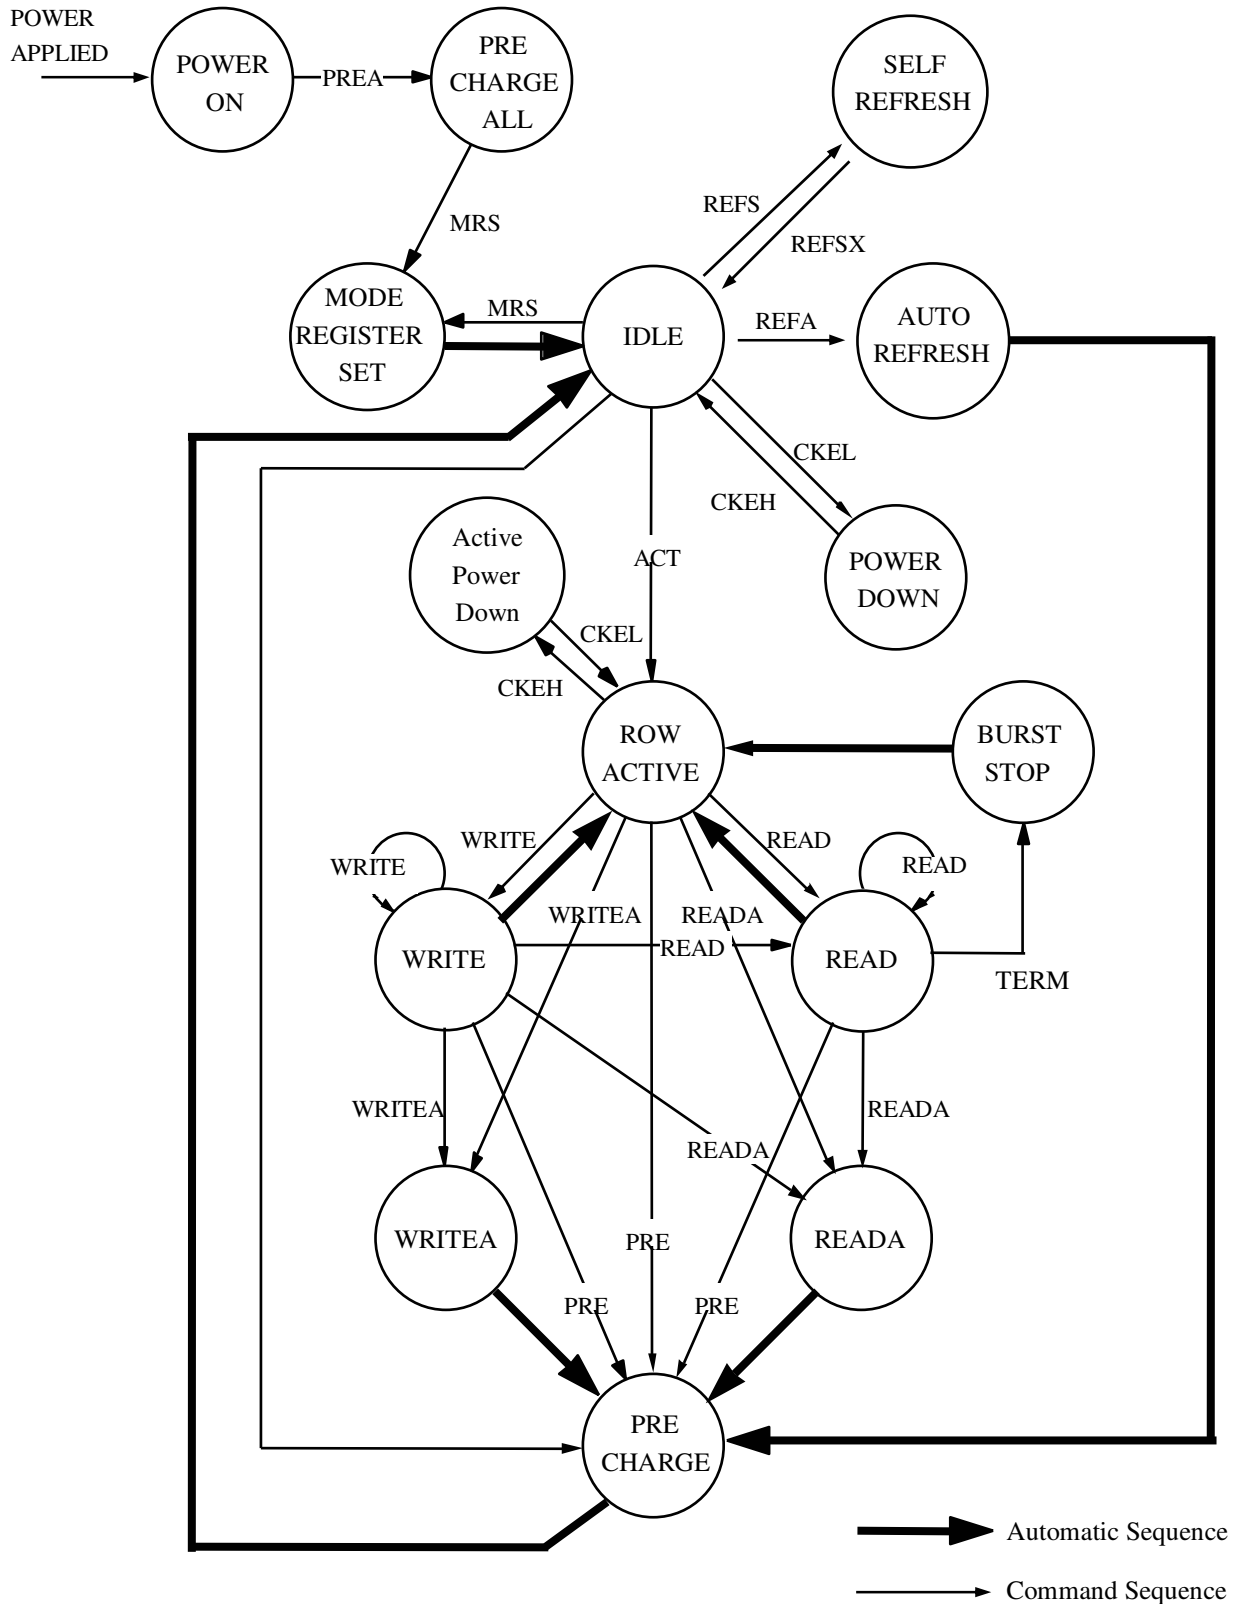 POWER
APPLIED
POWER
ON
PREA
PRE
CHARGE
ALL
SELF
REFRESH
MRS
REFS
REFSX
MODE
REGISTER
SET
MRS
IDLE
REFA
AUTO
REFRESH
CKEL
CKEH
Active
Power
Down
ACT
POWER
DOWN
CKEL
CKEH
ROW
ACTIVE
BURST
STOP
WRITE
READ
WRITE
READ
WRITEA
READA
WRITE
READ
READ
TERM
WRITEA
READA
READA
WRITEA
READA
PRE
PRE
PRE
PRE
CHARGE
Automatic Sequence
Command Sequence